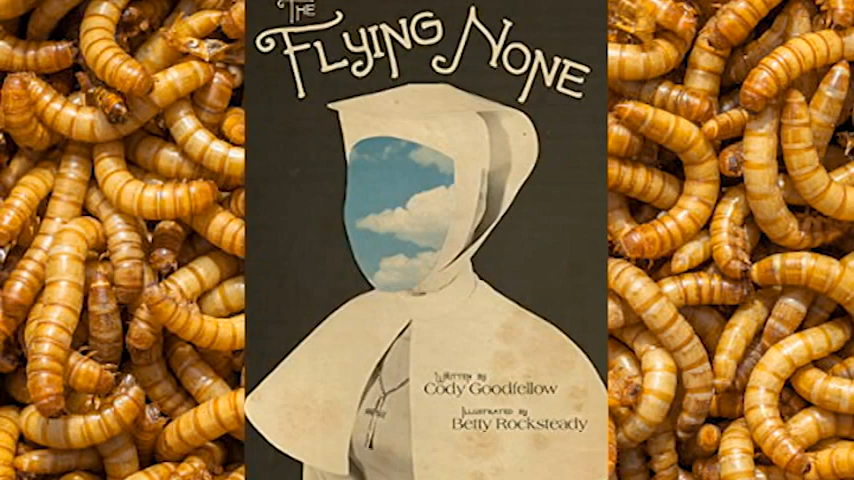 The
Flying None
Written by
Cody Goodfellow
Illustrated by
Betty Rocksteady